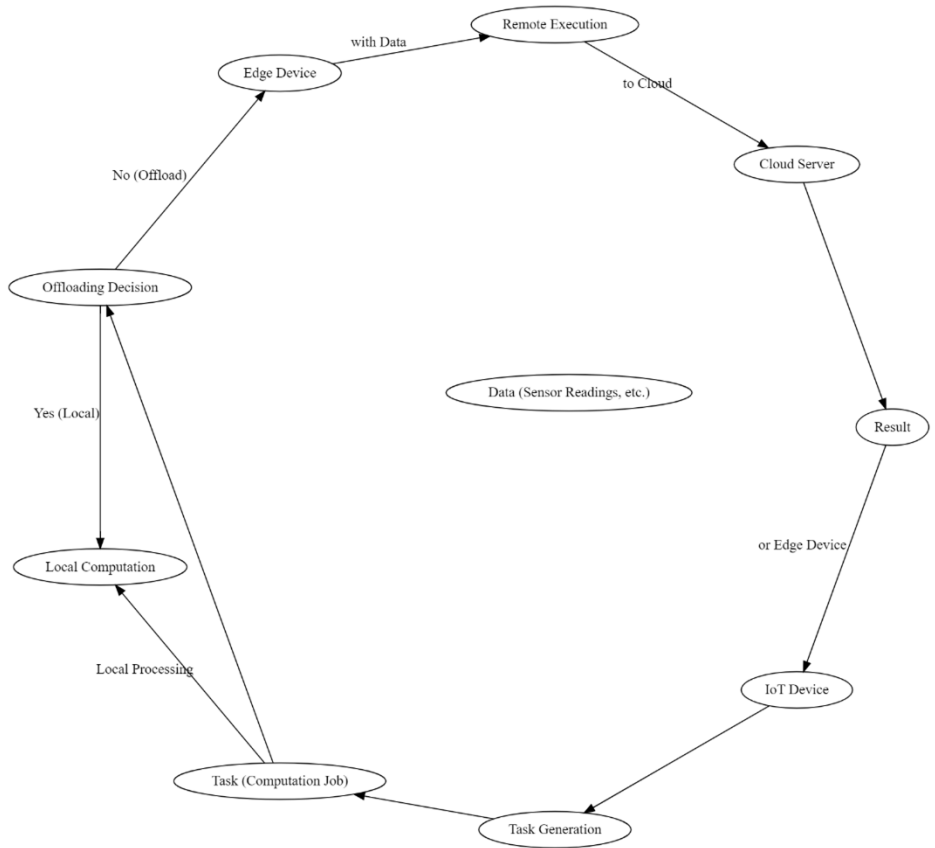 Remote Execution
with Data
Edge Device
to Cloud
Cloud Server
No (Offload)
Offloading Decision
Data (Sensor Readings, etc.)
Yes (Local)
Result
or Edge Device
Local Computation
Local Processing
IoT Device
Task (Computation Job)
Task Generation